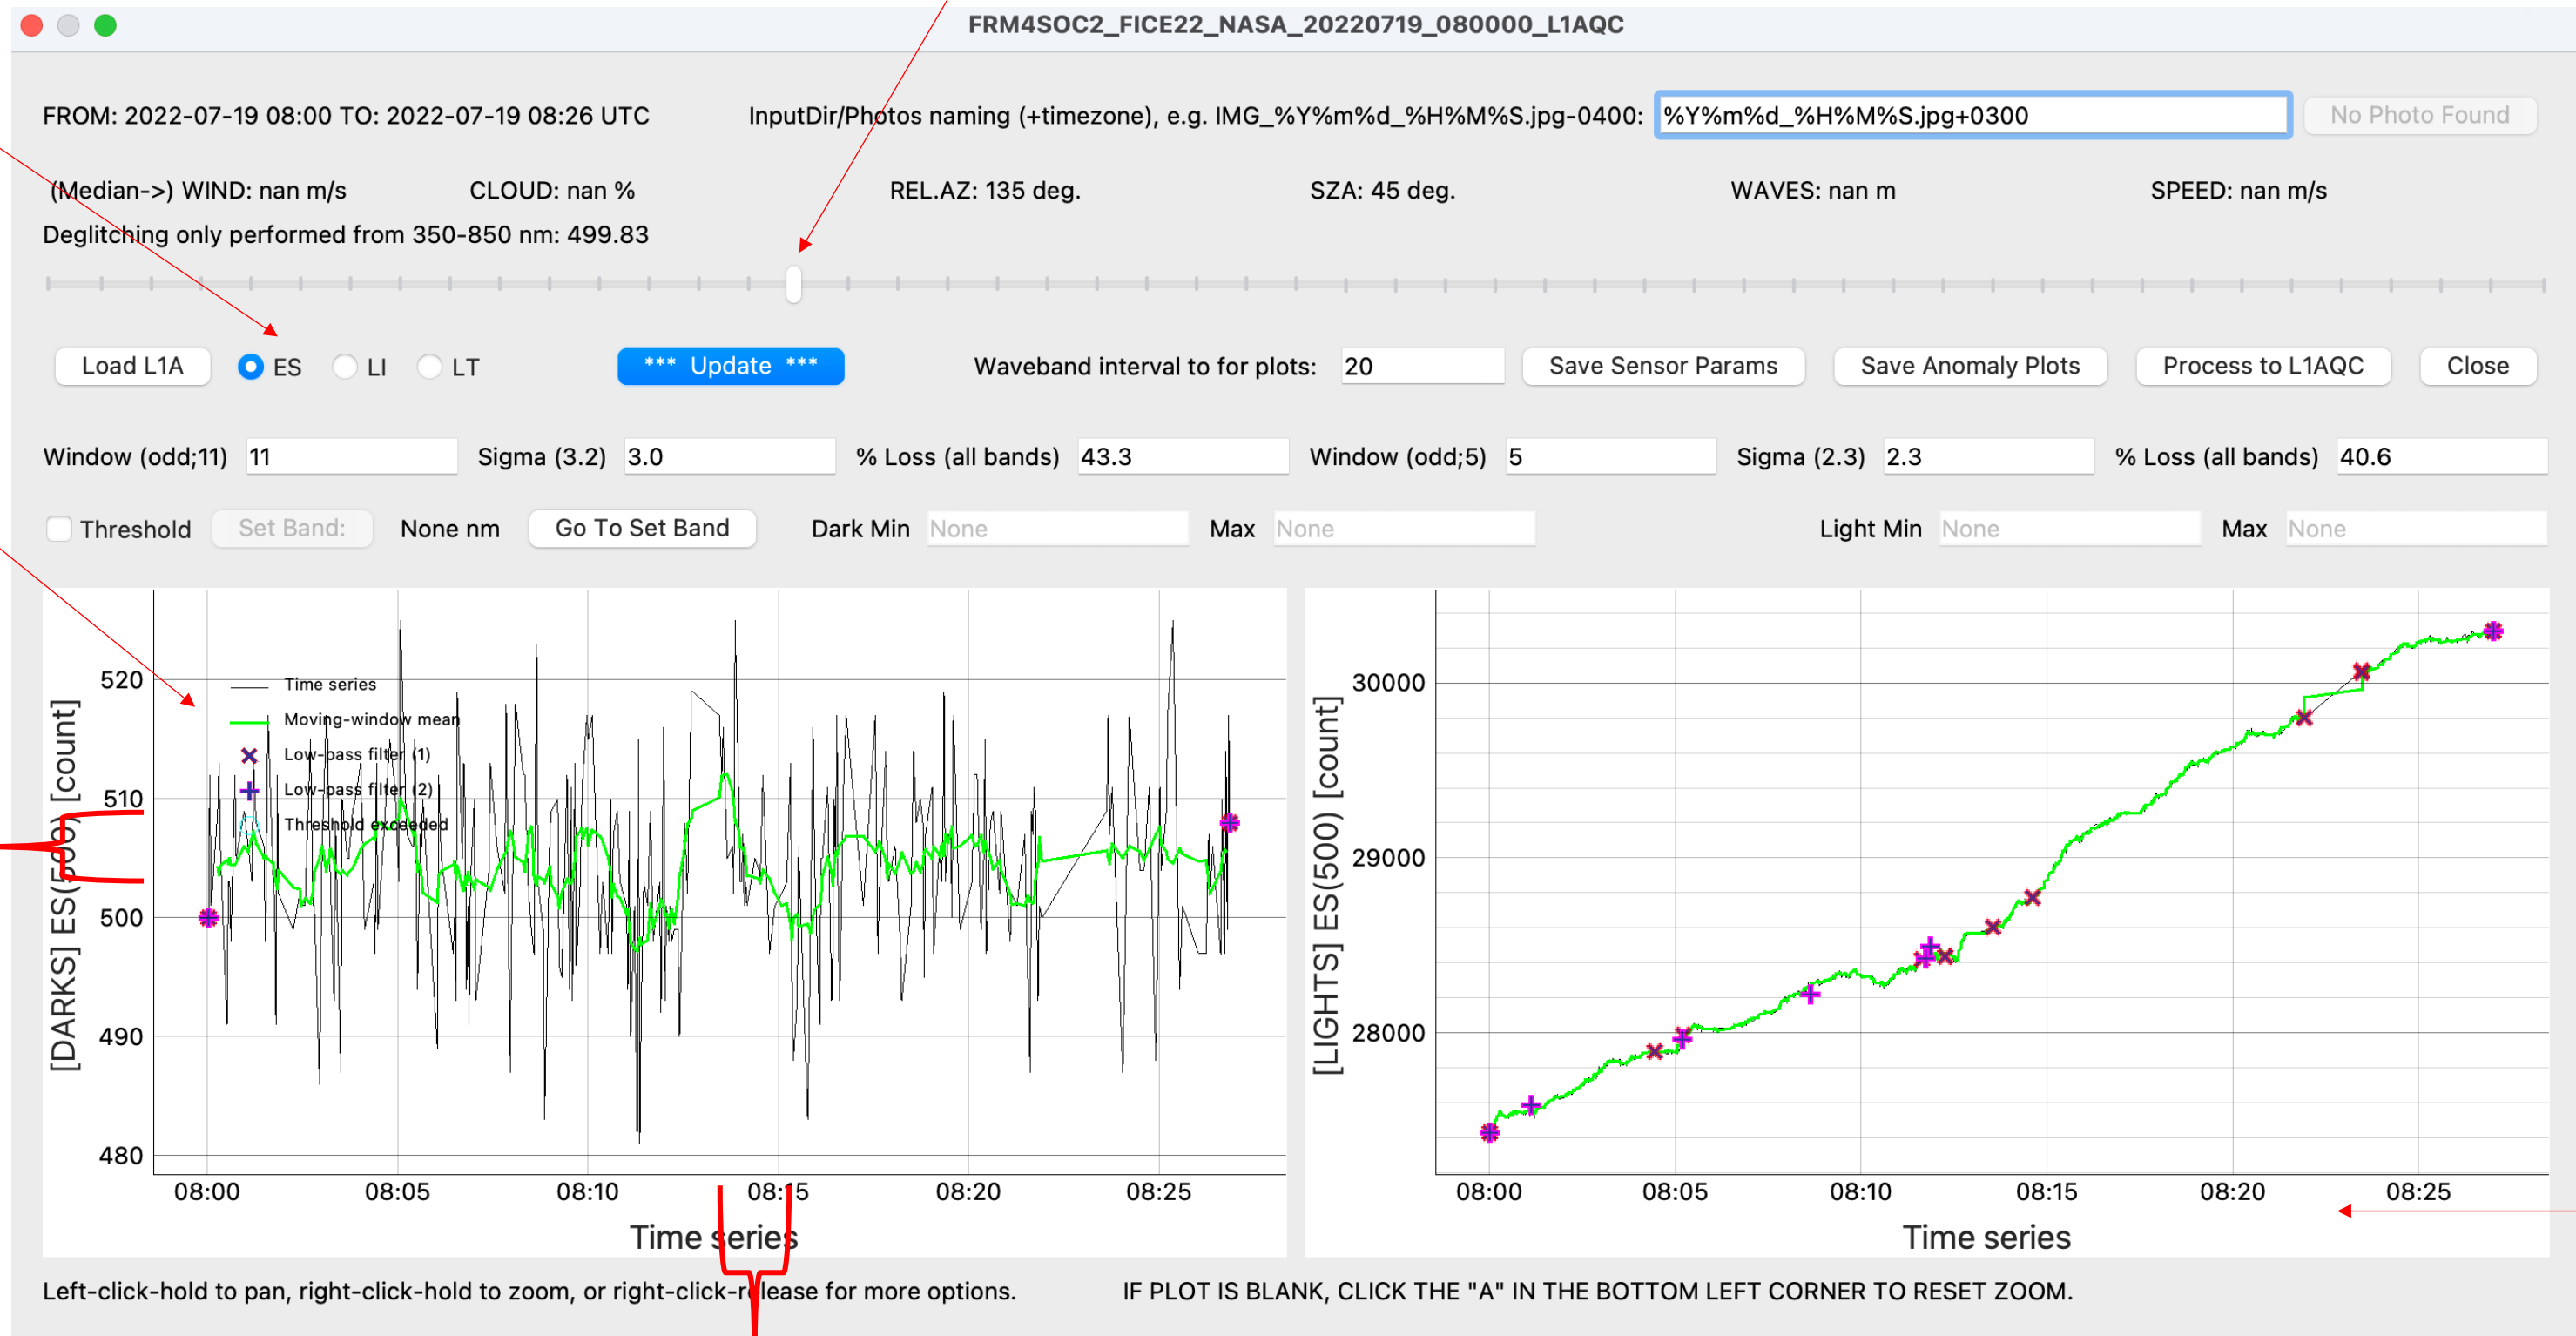 FRM4SOC2_FICE22_NASA_20220719_080000_L1AQC
FROM: 2022-07-19 08:00 TO: 2022-07-19 08:26 UTC InputDir/Photos naming (+timezone), e.g. IMG_%Y%m%d_%H%M%S.jpg-0400: %Y%m%d_%H%M%S.jpg+0300 No Photo Found
(Median->) WIND: nan m/s CLOUD: nan % REL.AZ: 135 deg. SZA: 45 deg. WAVES: nan m SPEED: nan m/s
Deglitching only performed from 350-850 nm: 499.83
Load L1A ES LI LT *** Update *** Waveband interval to for plots: 20 Save Sensor Params Save Anomaly Plots Process to L1AQC Close
Window (odd;11) 11 Sigma (3.2) 3.0 % Loss (all bands) 43.3 Window (odd;5) 5 Sigma (2.3) 2.3 % Loss (all bands) 40.6
Threshold Set Band: None nm Go To Set Band Dark Min None Max None Light Min None Max None
[DARKS] ES(500) [count]
520
510
500
490
480
Time series
Moving-window mean
Low-pass filter (1)
Low-pass filter (2)
Threshold exceeded
08:00 08:05 08:10 08:15 08:20 08:25
Time series
[LIGHTS] ES(500) [count]
30000
29000
28000
08:00 08:05 08:10 08:15 08:20 08:25
Time series
Left-click-hold to pan, right-click-hold to zoom, or right-click-release for more options. IF PLOT IS BLANK, CLICK THE "A" IN THE BOTTOM LEFT CORNER TO RESET ZOOM.